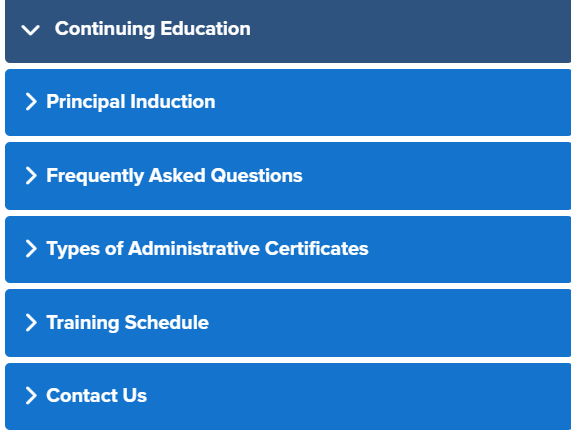 Continuing Education
Principal Induction
Frequently Asked Questions
Types of Administrative Certificates
Training Schedule
Contact Us